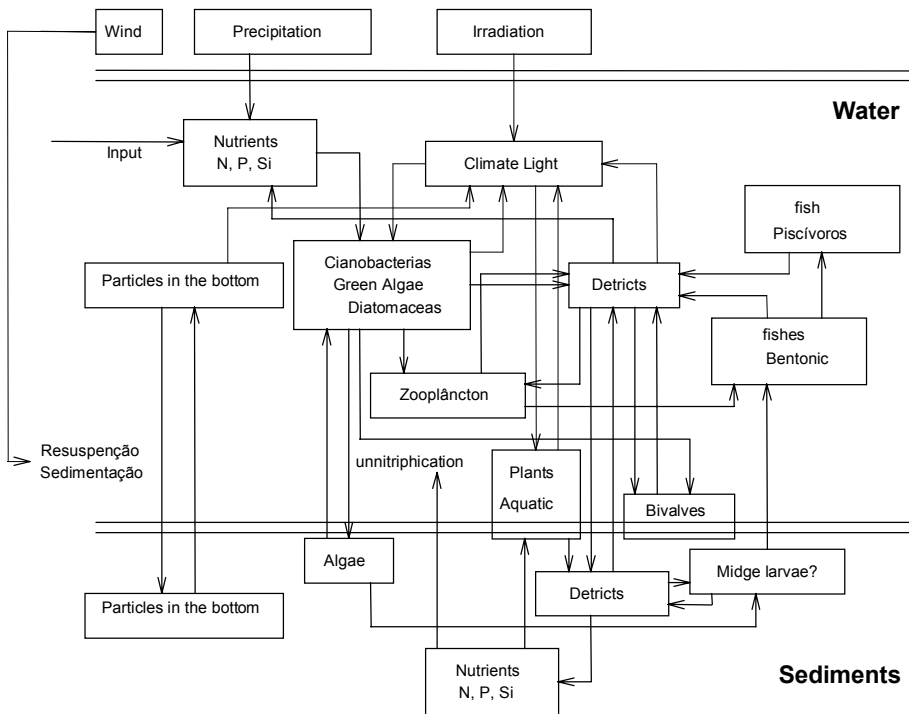 Wind
Precipitation
Irradiation
Water
Input
Nutrients
N, P, Si
Climate Light
fish
Piscívoros
Cianobacterias
Green Algae
Diatomaceas
Particles in the bottom
Detricts
fishes
Bentonic
Zooplâncton
Resuspenção
Sedimentação
unnitriphication
Plants
Aquatic
Bivalves
Algae
Midge larvae?
Particles in the bottom
Detricts
Nutrients
N, P, Si
Sediments